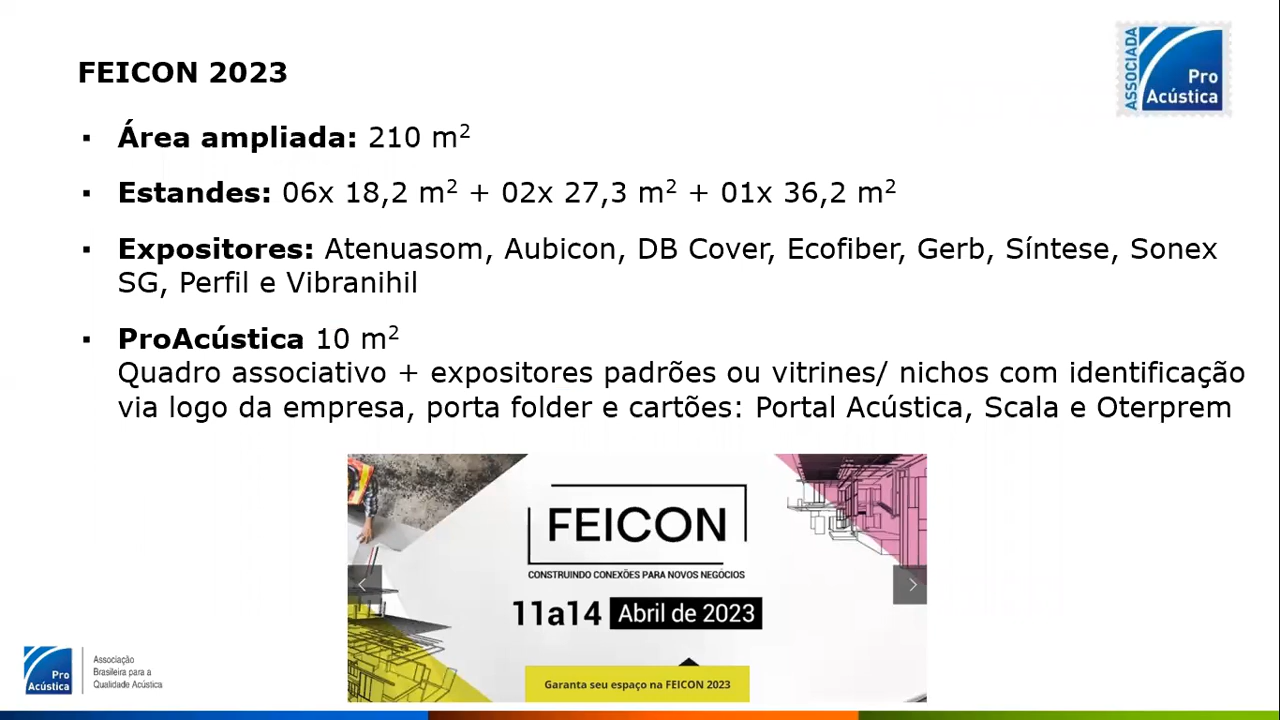 FEICON 2023
ASSOCIADA
Pro
Acústica
▪ Área ampliada: 210 m²
▪ Estandes: 06x 18,2 m² + 02x 27,3 m² + 01x 36,2 m²
▪ Expositores: Atenuasom, Aubicon, DB Cover, Ecofiber, Gerb, Síntese, Sonex
SG, Perfil e Vibranihil
▪ ProAcústica 10 m²
Quadro associativo + expositores padrões ou vitrines/ nichos com identificação
via logo da empresa, porta folder e cartões: Portal Acústica, Scala e Oterprem
FEICON
CONSTRUINDO CONEXÕES PARA NOVOS NEGÓCIOS
11a14 Abril de 2023
Garanta seu espaço na FEICON 2023
Pro
Acústica
Associação
Brasileira para a
Qualidade Acústica